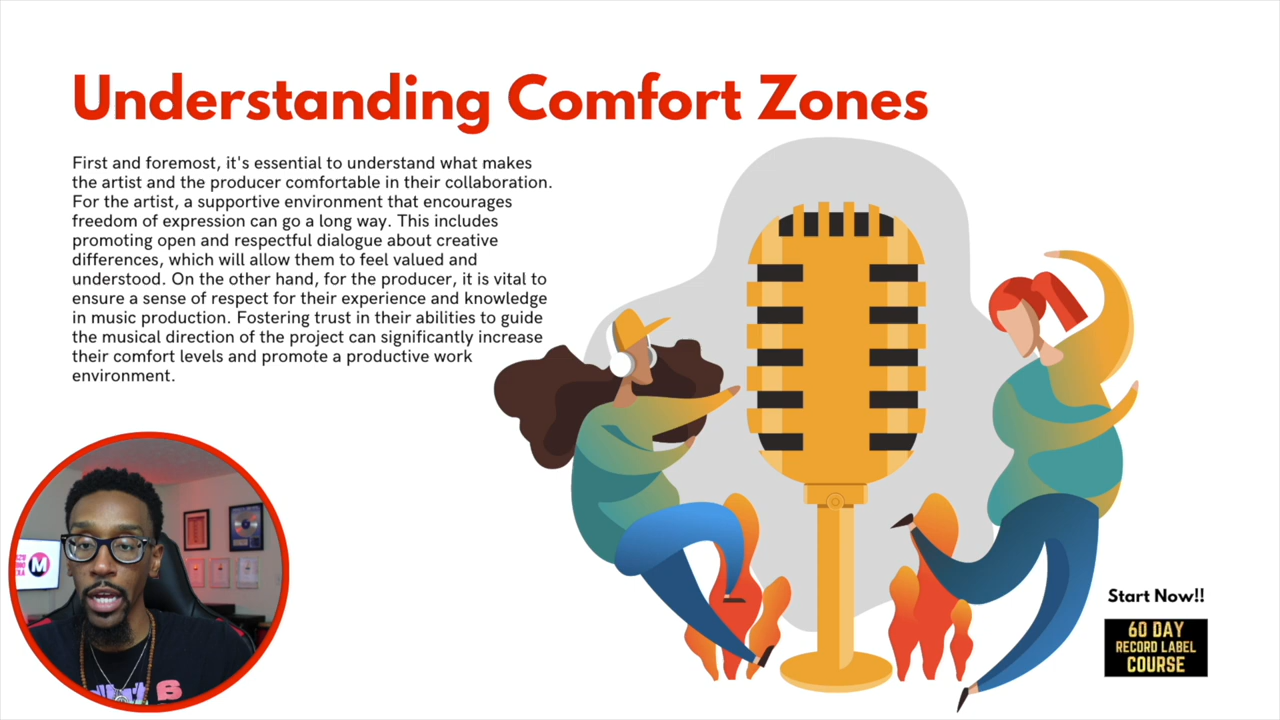 Understanding Comfort Zones
First and foremost, it's essential to understand what makes
the artist and the producer comfortable in their collaboration.
For the artist, a supportive environment that encourages
freedom of expression can go a long way. This includes
promoting open and respectful dialogue about creative
differences, which will allow them to feel valued and
understood. On the other hand, for the producer, it is vital to
ensure a sense of respect for their experience and knowledge
in music production. Fostering trust in their abilities to guide
the musical direction of the project can significantly increase
their comfort levels and promote a productive work
environment.
M
Start Now!!
60 DAY
RECORD LABEL
COURSE